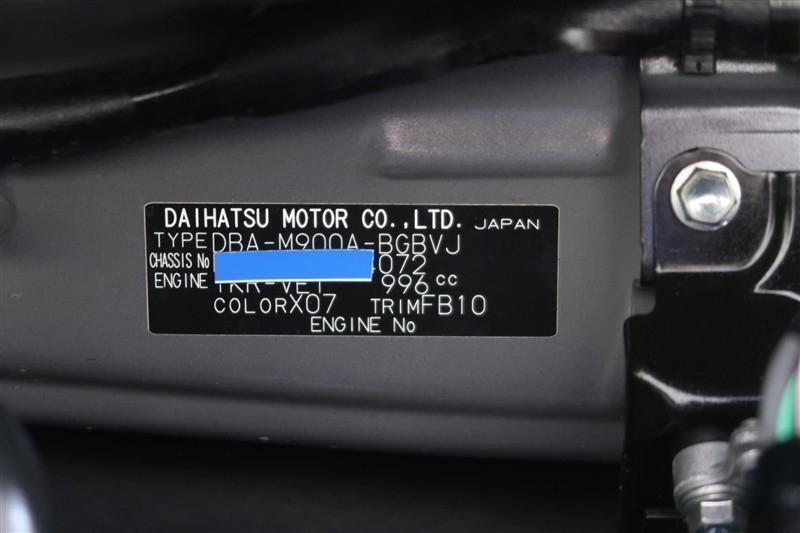 DAIHATSU MOTOR CO.,LTD. JAPAN
TYPE DBA-M900A-BGBVJ
CHASSIS No 4072
ENGINE 1KR-VET 996 cc
COLOR X07 TRIM FB10
ENGINE No